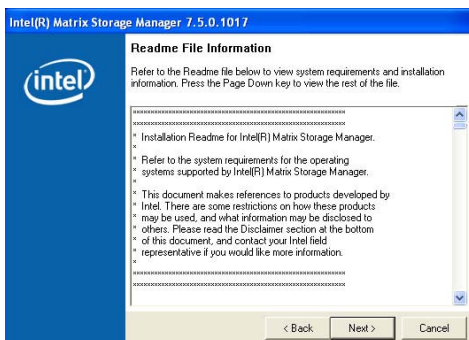 Intel(R) Matrix Storage Manager 7.5.0.1017
intel
Readme File Information
Refer to the Readme file below to view system requirements and installation
information. Press the Page Down key to view the rest of the file.
* Installation Readme for Intel(R) Matrix Storage Manager.
*
* Refer to the system requirements for the operating
* systems supported by Intel(R) Matrix Storage Manager.
*
* This document makes references to products developed by
* Intel. There are some restrictions on how these products
* may be used, and what information may be disclosed to
* others. Please read the Disclaimer section at the bottom
* of this document, and contact your Intel field
* representative if you would like more information.
*
< Back
Next >
Cancel